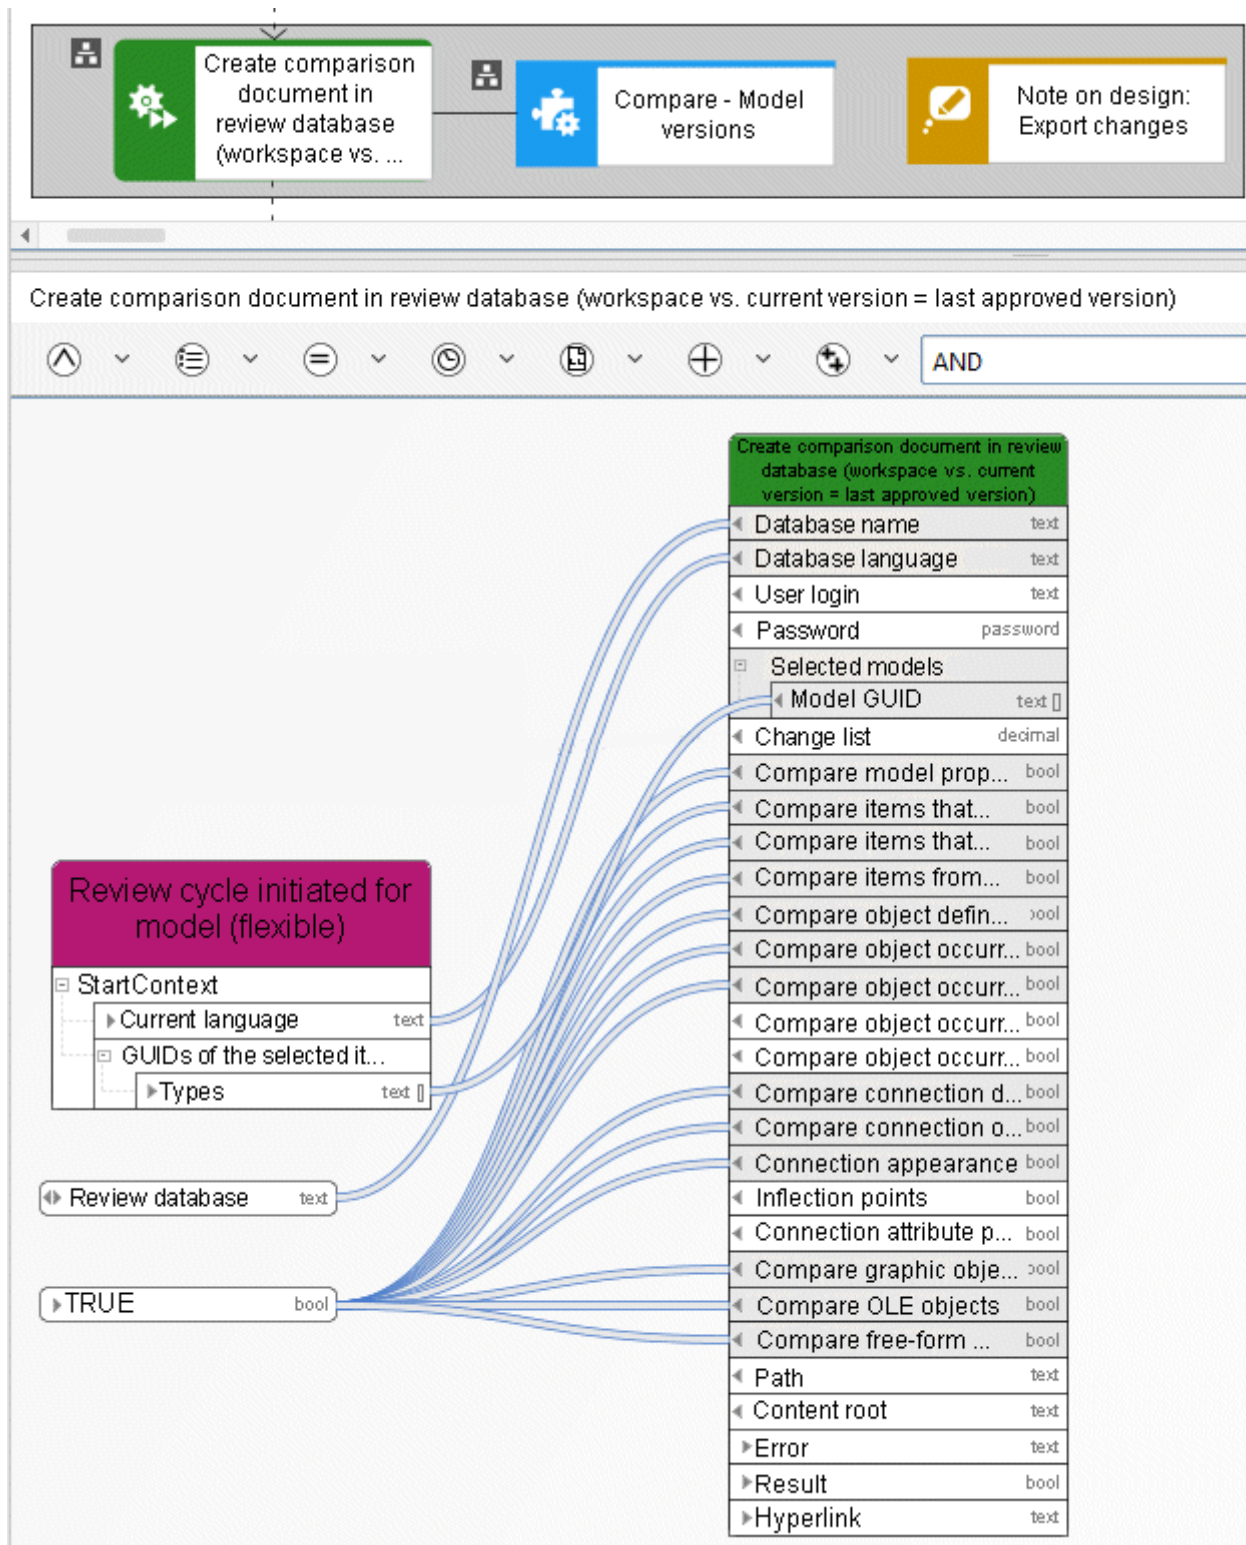 Create comparison
document in
review database
(workspace vs. ...
Compare - Model
versions
Note on design:
Export changes
Create comparison document in review database (workspace vs. current version = last approved version)
AND
Create comparison document in review
database (workspace vs. current
version = last approved version)
Database name text
Database language text
User login text
Password password
Selected models
Model GUID text []
Change list decimal
Compare model prop... bool
Compare items that... bool
Compare items that... bool
Compare items from... bool
Compare object defin... bool
Compare object occurr... bool
Compare object occurr... bool
Compare object occurr... bool
Compare object occurr... bool
Compare connection d... bool
Compare connection o... bool
Connection appearance bool
Inflection points bool
Connection attribute p... bool
Compare graphic obje... bool
Compare OLE objects bool
Compare free-form ... bool
Path text
Content root text
Error text
Result bool
Hyperlink text
Review cycle initiated for
model (flexible)
StartContext
Current language text
GUIDs of the selected it...
Types text []
Review database text
TRUE bool